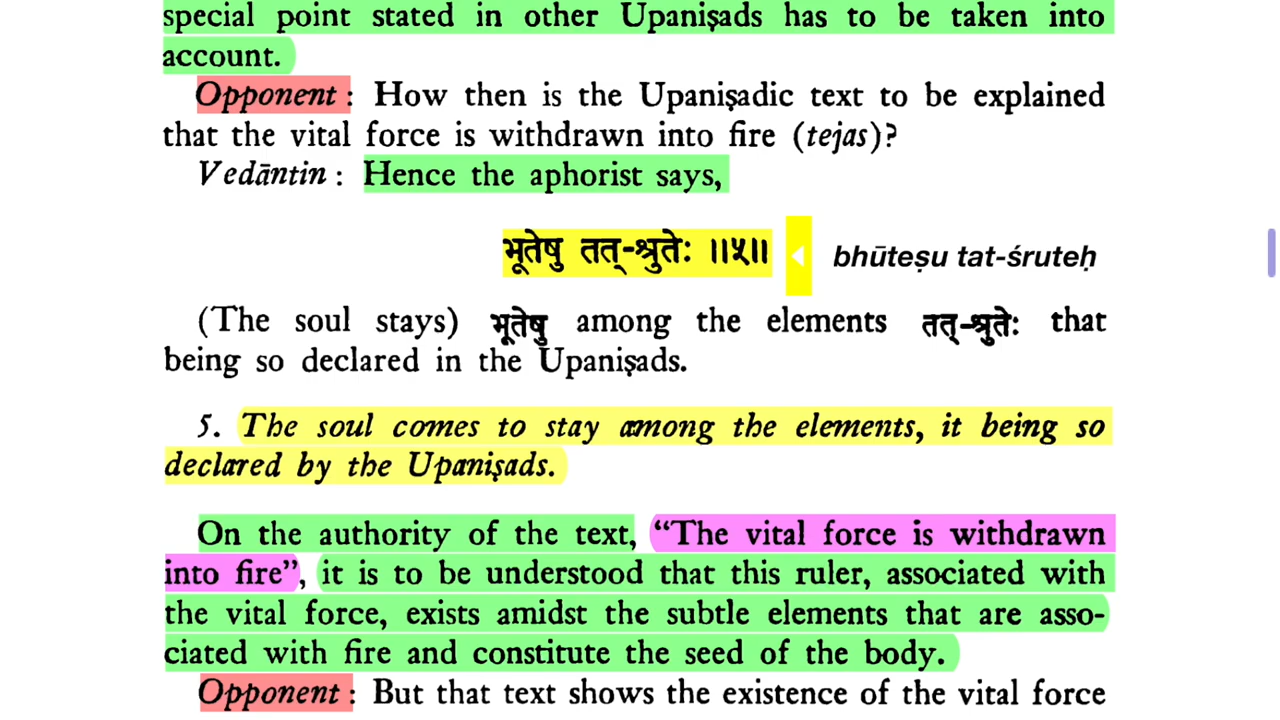 special point stated in other Upaniṣads has to be taken into
account.
Opponent : How then is the Upaniṣadic text to be explained
that the vital force is withdrawn into fire (tejas)?
Vedāntin : Hence the aphorist says,
भूतेषु तत्-श्रुतेः ॥५॥ bhūteṣu tat-śruteḥ
(The soul stays) भूतेषु among the elements तत्-श्रुतेः that
being so declared in the Upaniṣads.
5. The soul comes to stay among the elements, it being so
declared by the Upaniṣads.
On the authority of the text, “The vital force is withdrawn
into fire”, it is to be understood that this ruler, associated with
the vital force, exists amidst the subtle elements that are asso-
ciated with fire and constitute the seed of the body.
Opponent : But that text shows the existence of the vital force